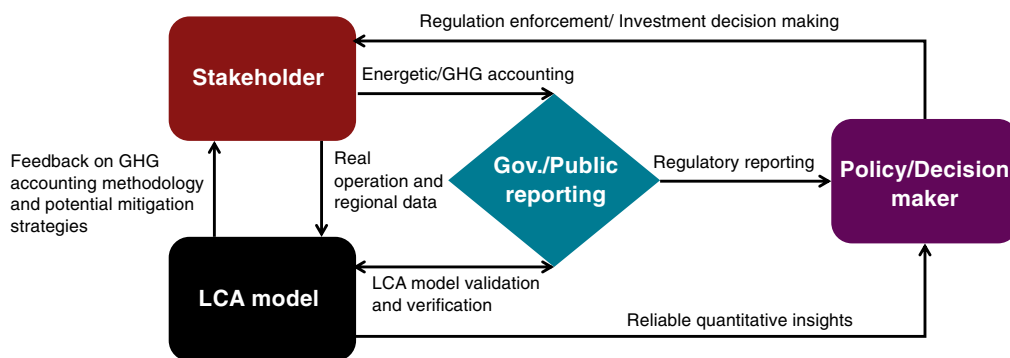 Regulation enforcement/ Investment decision making
Stakeholder
Energetic/GHG accounting
Feedback on GHG
accounting methodology
and potential mitigation
strategies
Real
operation and
regional data
Gov./Public
reporting
Regulatory reporting
Policy/Decision
maker
LCA model
LCA model validation
and verification
Reliable quantitative insights